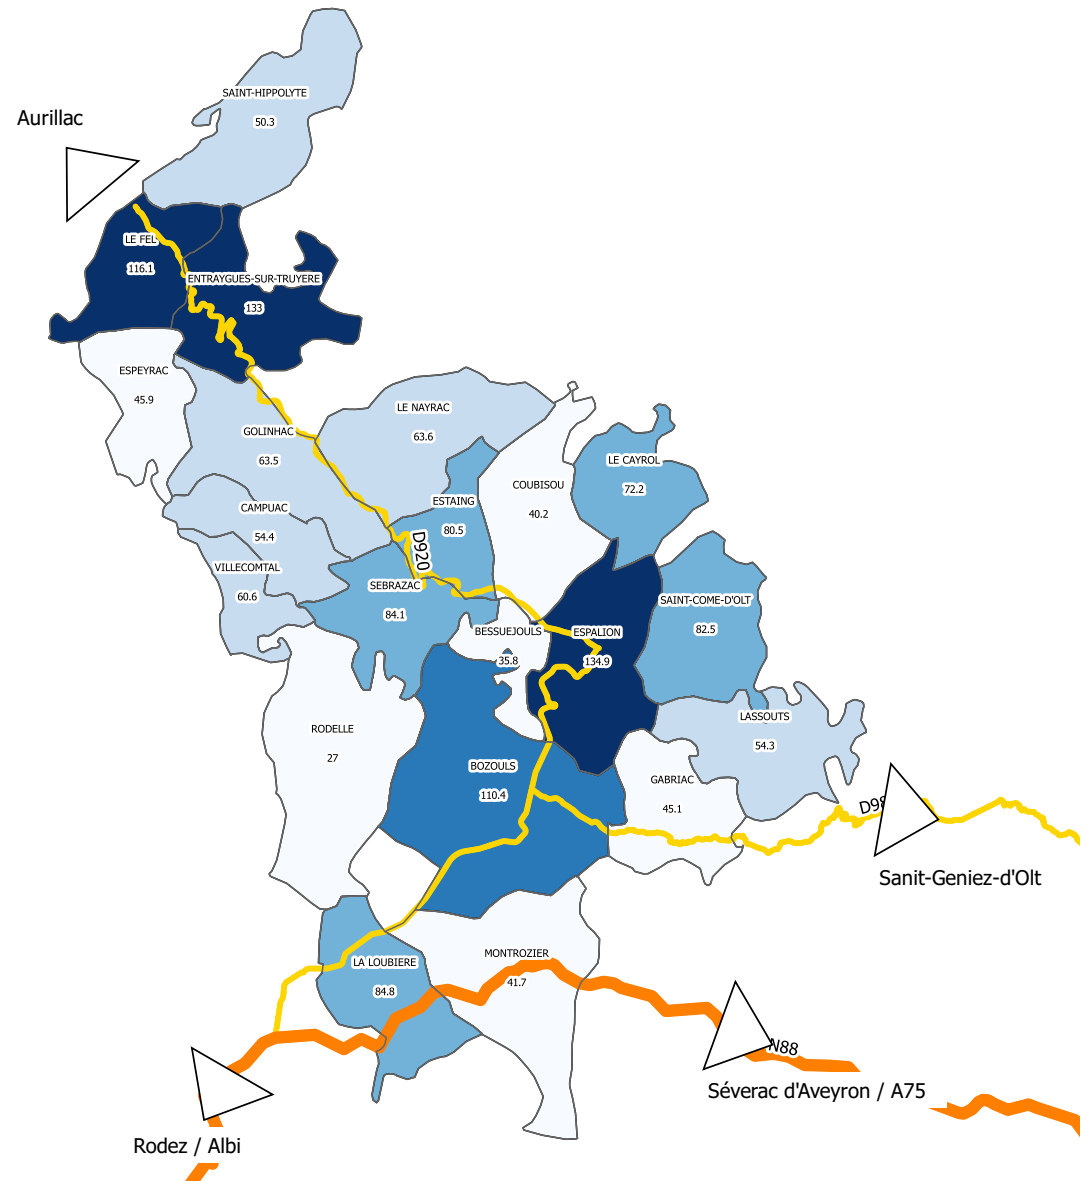 SAINT-HIPPOLYTE
50.3
Aurillac
LE FEL
116.1
ENTRAYGUES-SUR-TRUYERE
133
ESPEYRAC
45.9
LE NAYRAC
63.6
GOLINHAC
63.5
LE CAYROL
72.2
COUBISOU
40.2
ESTAING
80.5
CAMPUAC
54.4
D920
VILLECOMTAL
60.6
SEBRAZAC
84.1
SAINT-COME-D'OLT
82.5
BESSUEJOULS
35.8
ESPALION
134.9
LASSOUTS
54.3
RODELLE
27
BOZOULS
110.4
GABRIAC
45.1
Sanit-Geniez-d'Olt
MONTROZIER
41.7
LA LOUBIERE
84.8
N88
Séverac d'Aveyron / A75
Rodez / Albi